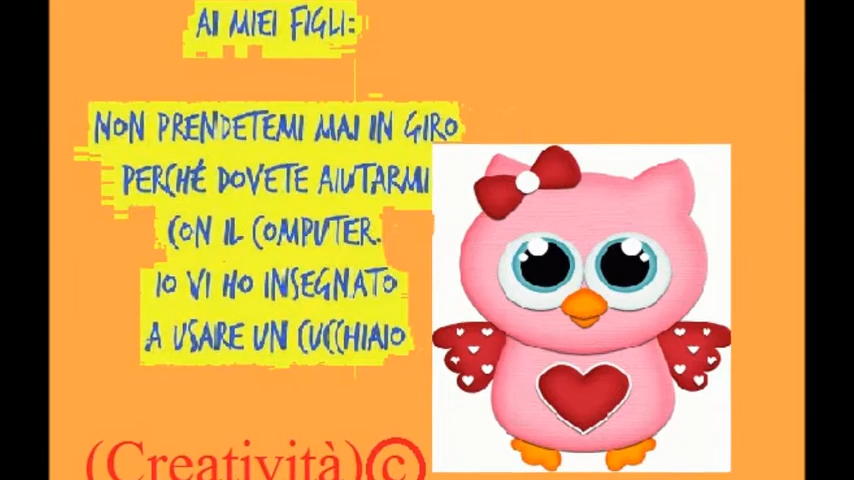 AI MIEI FIGLI:
NON PRENDETEMI MAI IN GIRO
PERCHÉ DOVETE AIUTARMI
CON IL COMPUTER.
IO VI HO INSEGNATO
A USARE UN CUCCHIAIO
(Creatività)©